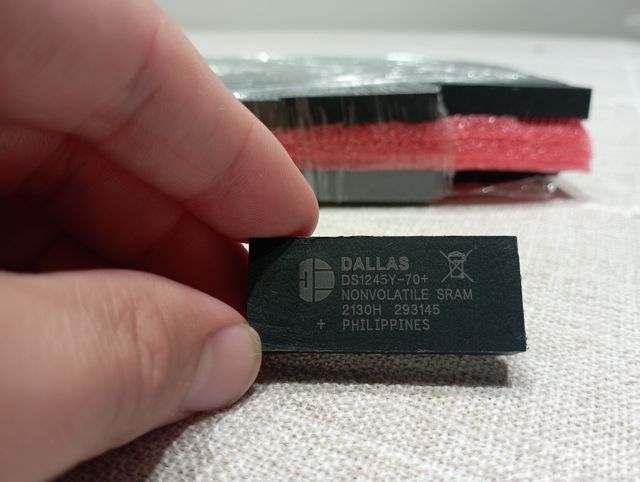 DALLAS
DS1245Y-70+
NONVOLATILE SRAM
2130H 293145
+ PHILIPPINES